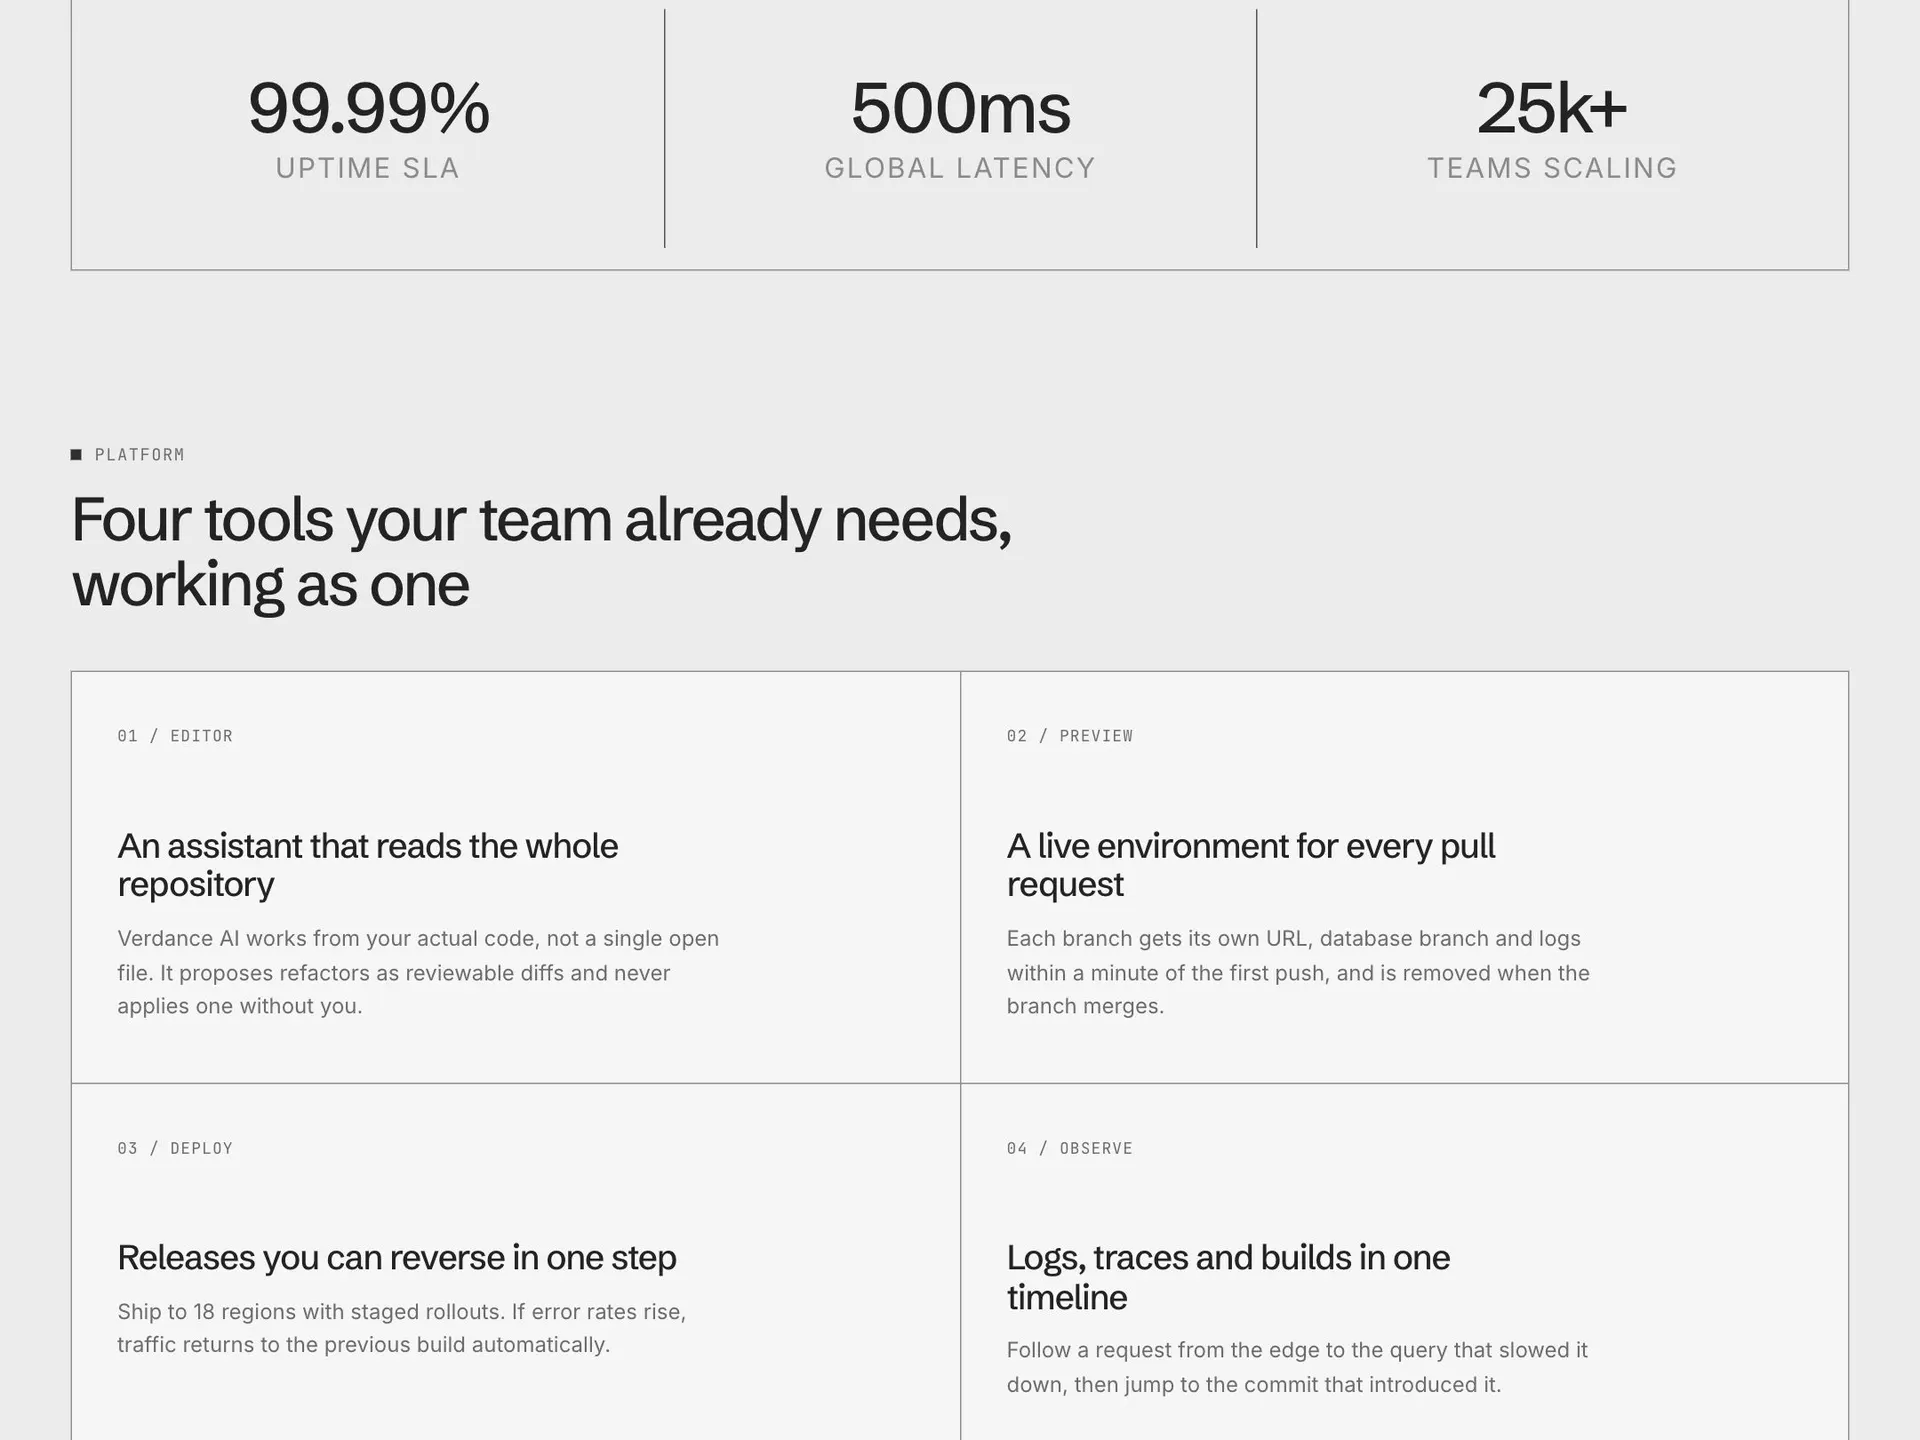 99.99%
UPTIME SLA
500ms
GLOBAL LATENCY
25k+
TEAMS SCALING
PLATFORM
Four tools your team already needs,
working as one
01 / EDITOR
An assistant that reads the whole
repository
Verdance AI works from your actual code, not a single open
file. It proposes refactors as reviewable diffs and never
applies one without you.
02 / PREVIEW
A live environment for every pull
request
Each branch gets its own URL, database branch and logs
within a minute of the first push, and is removed when the
branch merges.
03 / DEPLOY
Releases you can reverse in one step
Ship to 18 regions with staged rollouts. If error rates rise,
traffic returns to the previous build automatically.
04 / OBSERVE
Logs, traces and builds in one
timeline
Follow a request from the edge to the query that slowed it
down, then jump to the commit that introduced it.